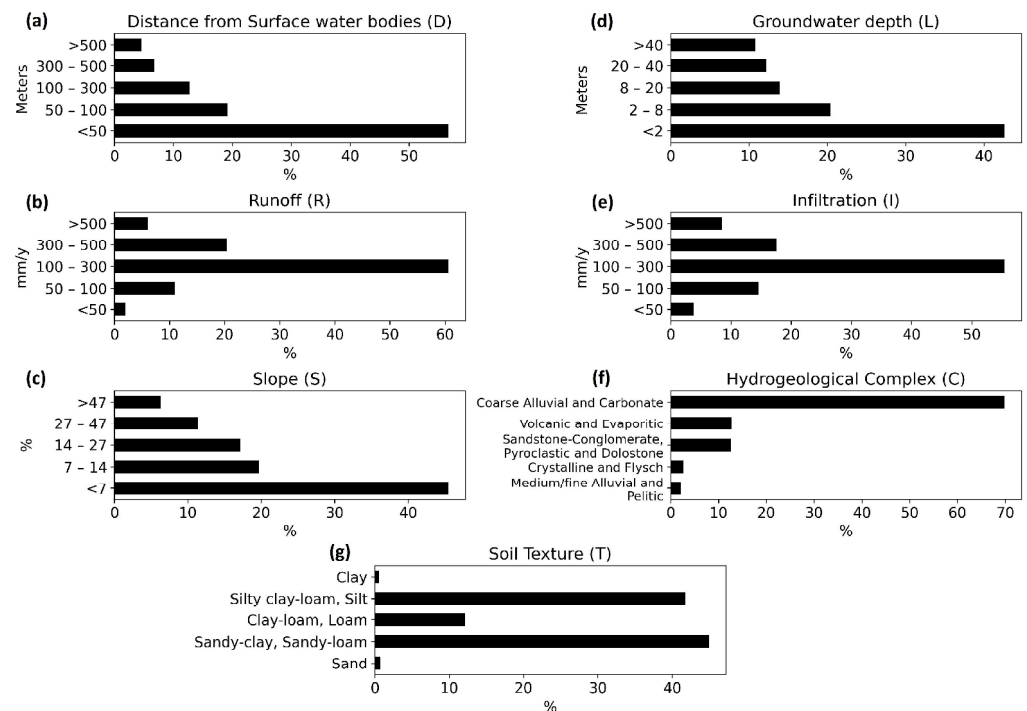 (a)
Distance from Surface water bodies (D)
Meters
>500
300 – 500
100 – 300
50 – 100
<50
0 10 20 30 40 50
%
(b)
Runoff (R)
mm/y
>500
300 – 500
100 – 300
50 – 100
<50
0 10 20 30 40 50 60
%
(c)
Slope (S)
%
>47
27 – 47
14 – 27
7 – 14
<7
0 20 40
%
(d)
Groundwater depth (L)
Meters
>40
20 – 40
8 – 20
2 – 8
<2
0 20 40
%
(e)
Infiltration (I)
mm/y
>500
300 – 500
100 – 300
50 – 100
<50
0 10 20 30 40 50
%
(f)
Hydrogeological Complex (C)
Coarse Alluvial and Carbonate
Volcanic and Evaporitic
Sandstone-Conglomerate,
Pyroclastic and Dolostone
Crystalline and Flysch
Medium/fine Alluvial and
Pelitic
0 10 20 30 40 50 60 70
%
(g)
Soil Texture (T)
Clay
Silty clay-loam, Silt
Clay-loam, Loam
Sandy-clay, Sandy-loam
Sand
0 10 20 30 40
%